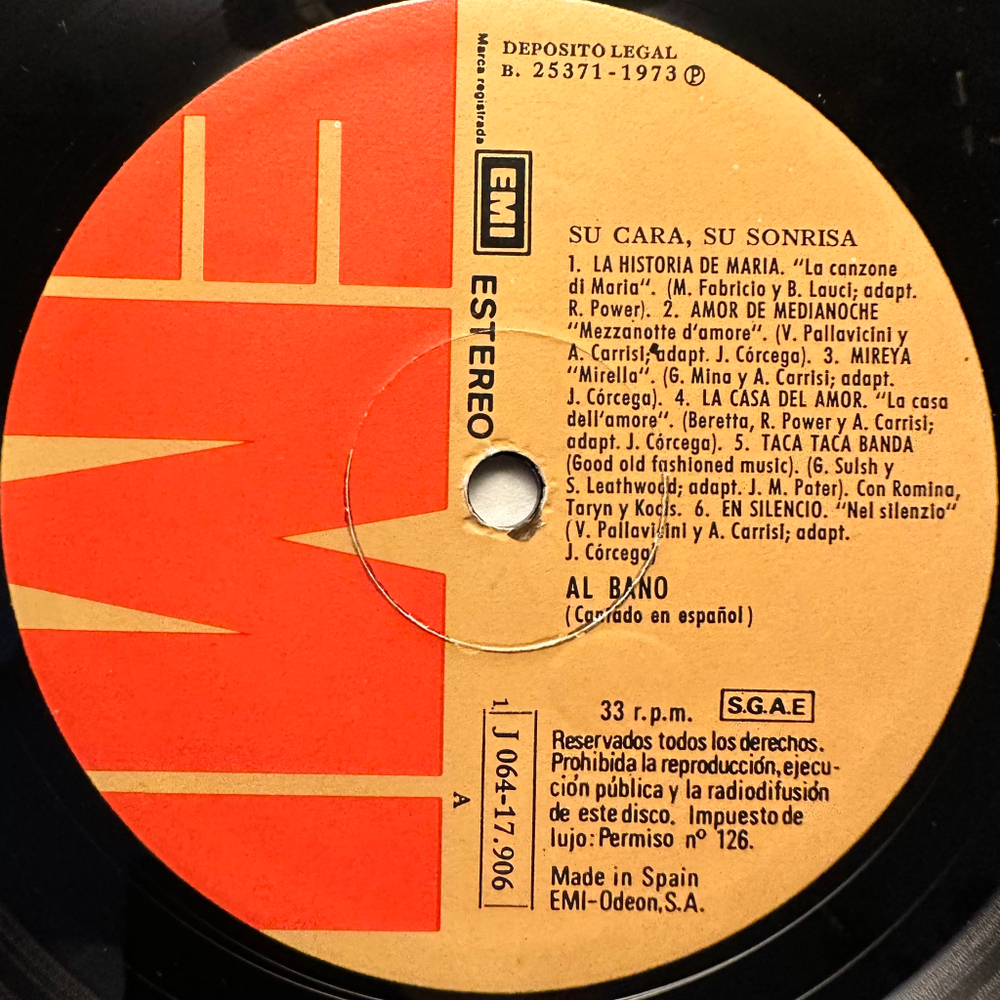 DEPOSITO LEGAL
B. 25371-1973 Ⓟ
Marca registrada
EMI
ESTEREO
SU CARA, SU SONRISA
1. LA HISTORIA DE MARIA. "La canzone
di Maria". (M. Fabricio y B. Lauci; adapt.
R. Power). 2. AMOR DE MEDIANOCHE
"Mezzanotte d'amore". (V. Pallavicini y
A. Carrisi; adapt. J. Córcega). 3. MIREYA
"Mirella". (G. Mina y A. Carrisi; adapt.
J. Córcega). 4. LA CASA DEL AMOR. "La casa
dell'amore". (Beretta, R. Power y A. Carrisi;
adapt. J. Córcega). 5. TACA TACA BANDA
(Good old fashioned music). (G. Sulsh y
S. Leathwood; adapt. J. M. Pater). Con Romina,
Taryn y Kocis. 6. EN SILENCIO. "Nel silenzio"
(V. Pallavicini y A. Carrisi; adapt.
J. Córcega)
AL BANO
(Cantado en español)
33 r.p.m. S.G.A.E
Reservados todos los derechos.
Prohibida la reproducción, ejecu-
ción pública y la radiodifusión
de este disco. Impuesto de
lujo: Permiso nº 126.
Made in Spain
EMI-Odeon, S.A.
1.
J 064-17.906
A
EMI